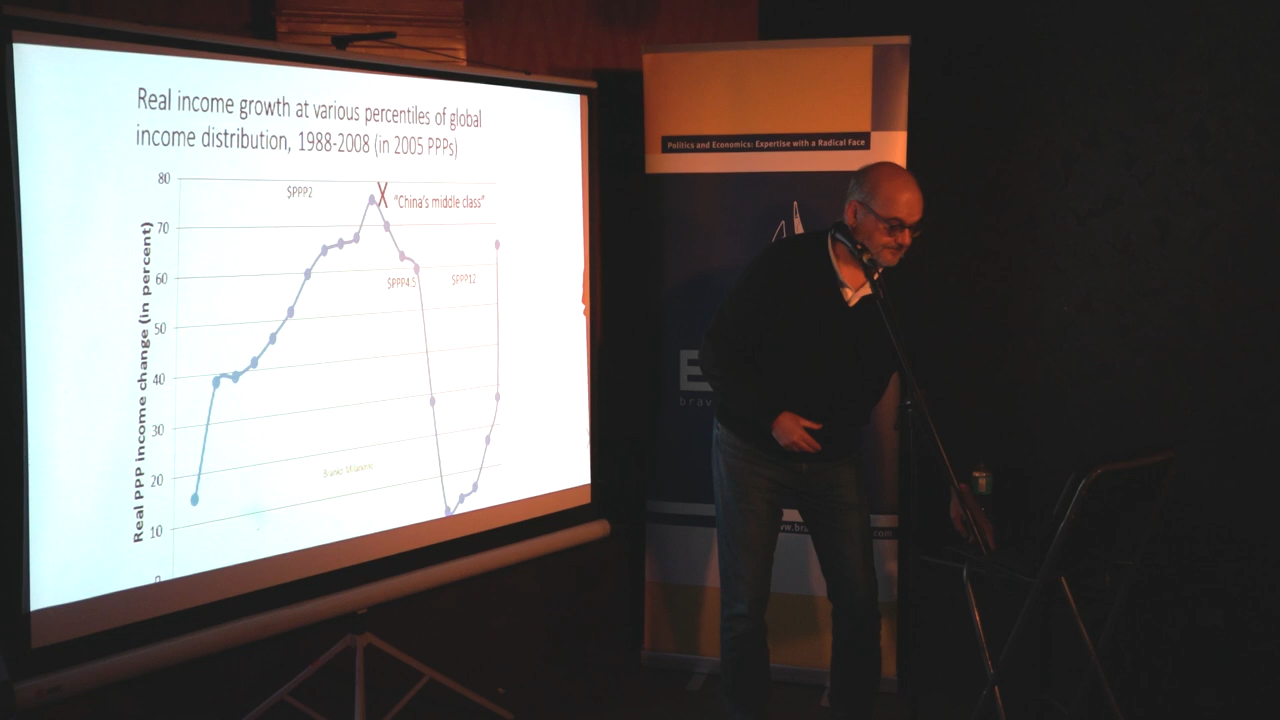 Real income growth at various percentiles of global
income distribution, 1988-2008 (in 2005 PPPs)
Real PPP income change (in percent)
80
70
60
50
40
30
20
10
0
$PPP2
X "China's middle class"
$PPP4.5
$PPP12
Branko Milanovic
Politics and Economics: Expertise with a Radical Face
E
brav